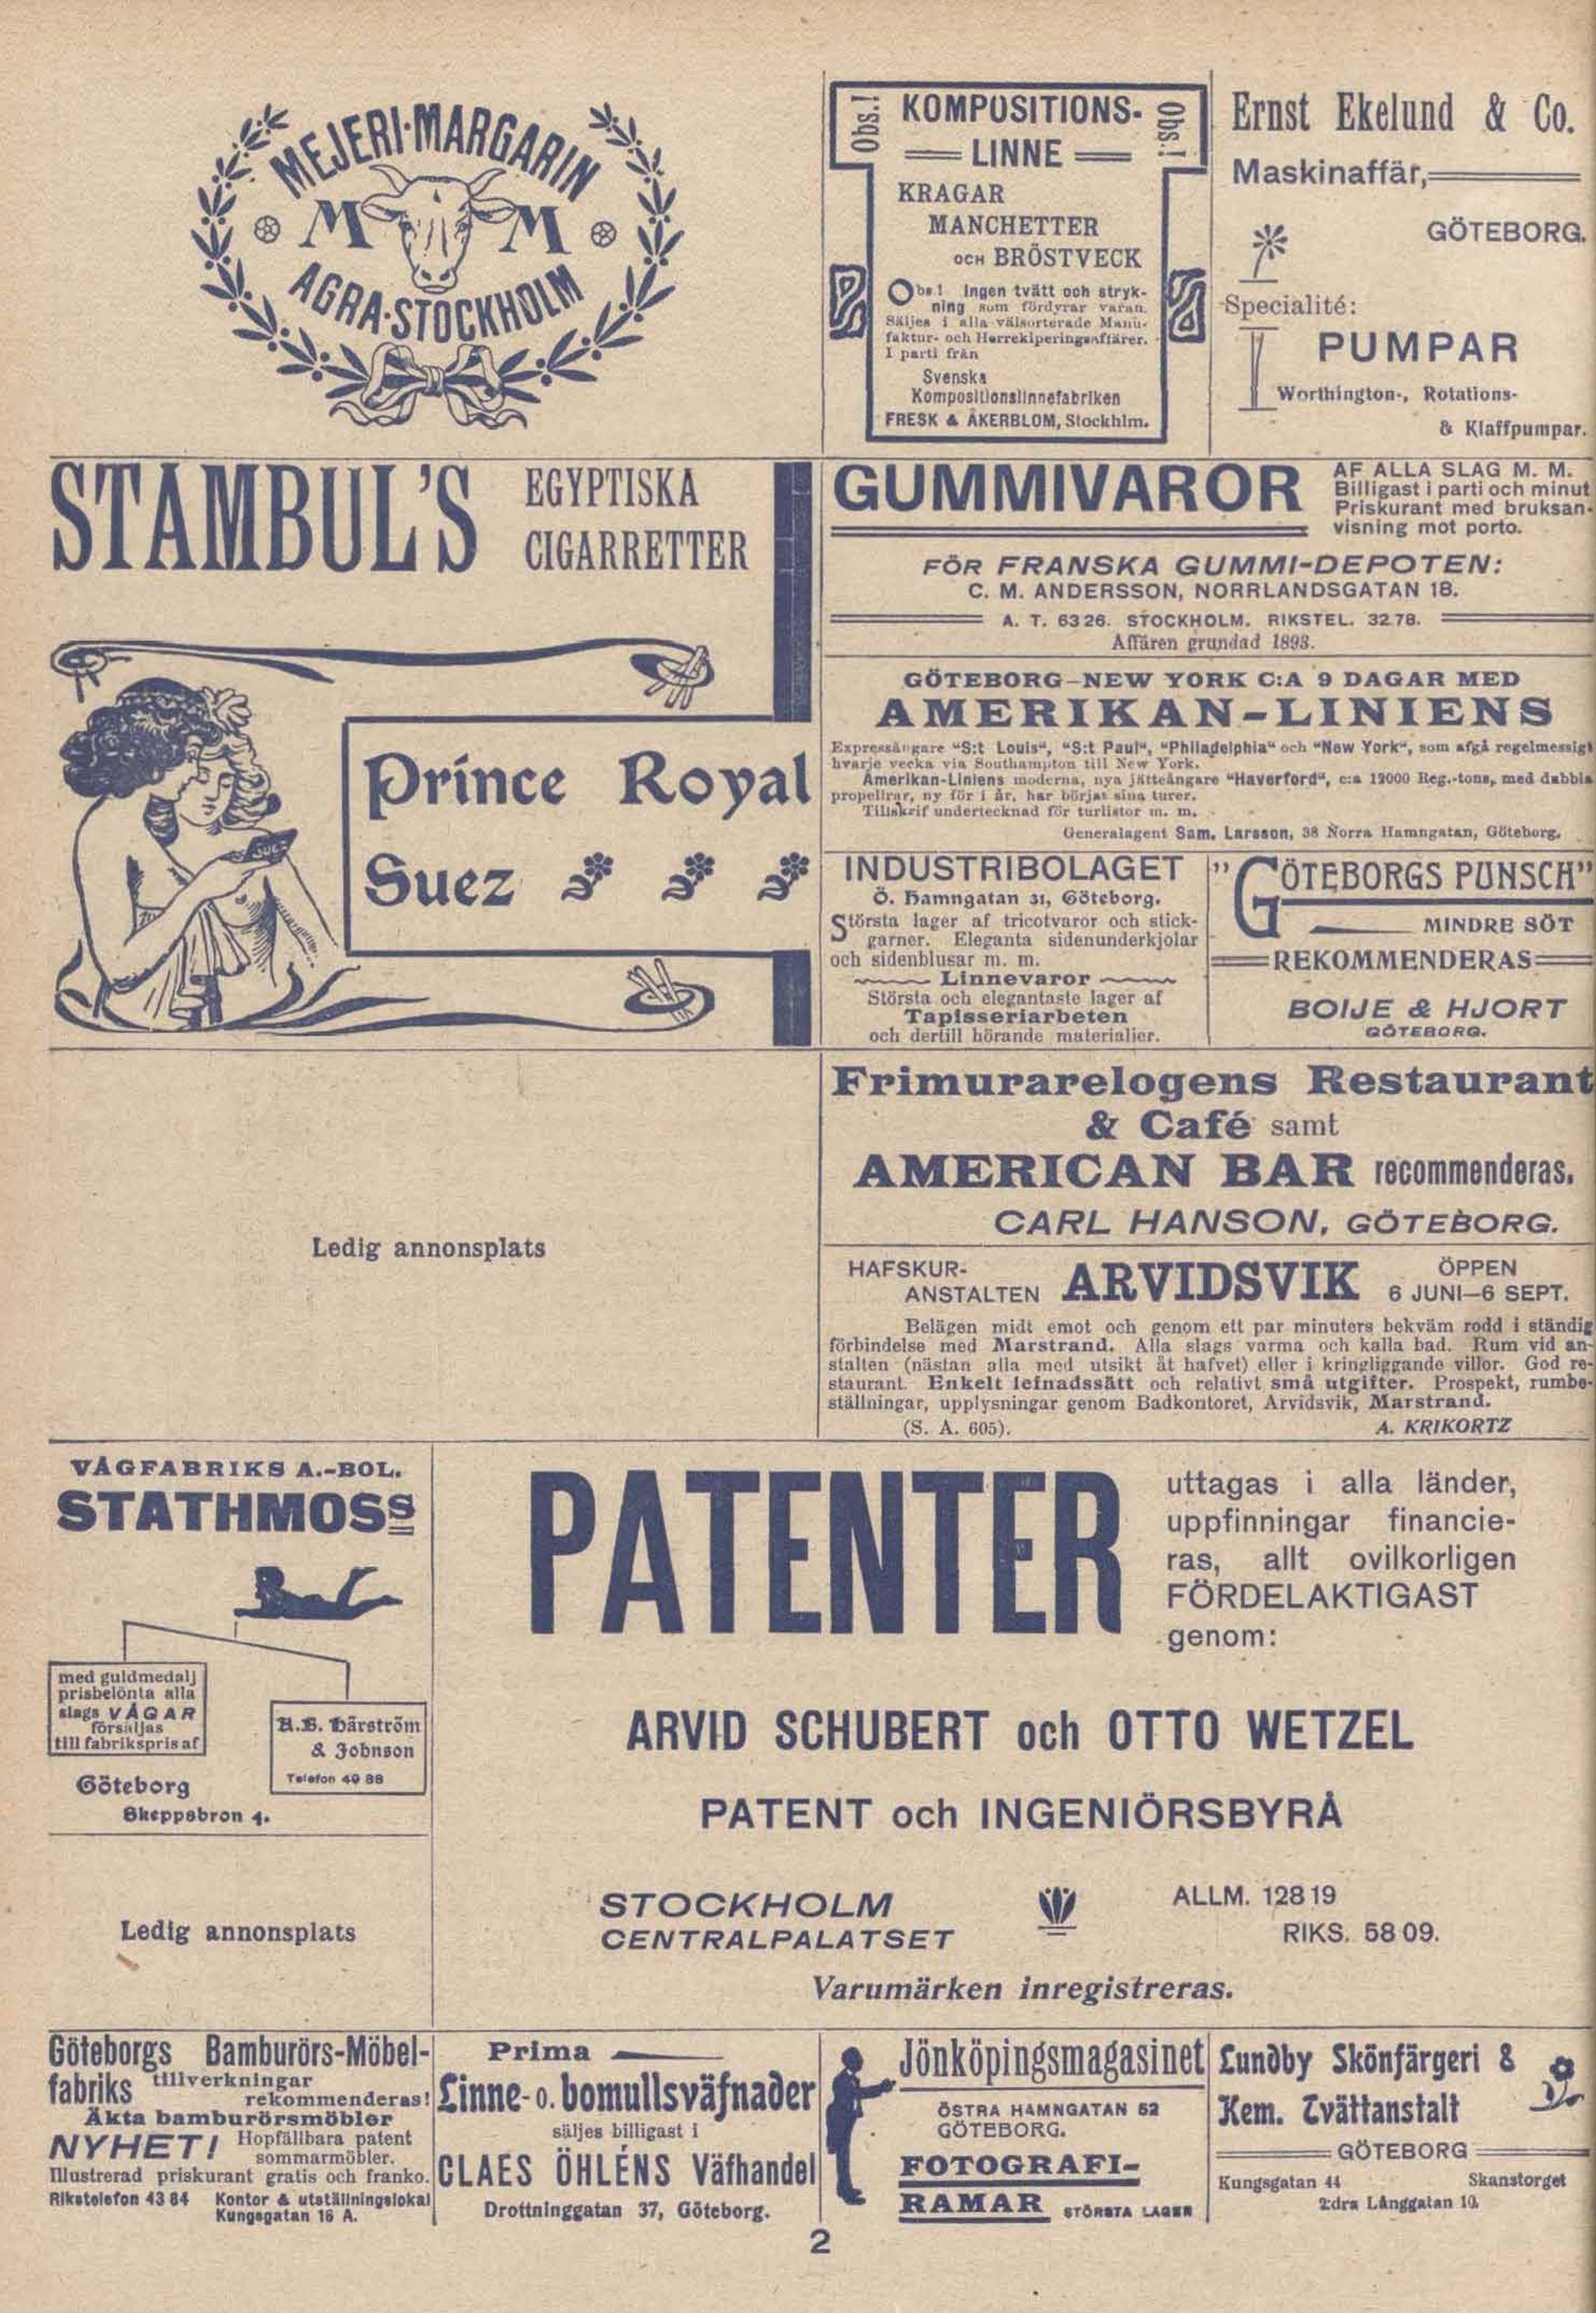 MEJERI-MARGARIN
M M
AGRA-STOCKHOLM
Obs.!
KOMPOSITIONS-
LINNE
Obs!
KRAGAR
MANCHETTER
OCH BRÖSTVECK
Obs! Ingen tvätt och stryk-
ning som fördyrar varan.
Säljes i alla välsorterade Manu-
faktur- och Herrekiperingsaffärer.
I parti från
Svenska
Kompositionslinnefabriken
FRESK & ÅKERBLOM, Stockhlm.
Ernst Ekelund & Co.
Maskinaffär,
GÖTEBORG.
Specialité:
PUMPAR
Worthington-, Rotations-
& Klaffpumpar.
STAMBUL'S
EGYPTISKA
CIGARRETTER
Prince Royal
Suez
SUEZ
GUMMIVAROR
AF ALLA SLAG M. M.
Billigast i parti och minut
Priskurant med bruksan-
visning mot porto.
FÖR FRANSKA GUMMI-DEPOTEN:
C. M. ANDERSSON, NORRLANDSGATAN 18.
A. T. 6326. STOCKHOLM. RIKSTEL. 3278.
Affären grundad 1893.
GÖTEBORG—NEW YORK C:A 9 DAGAR MED
AMERIKAN-LINIENS
Expressångare "S:t Louis", "S:t Paul", "Philadelphia" och "New York", som afgå regelmessigt
hvarje vecka via Southampton till New York.
Amerikan-Liniens moderna, nya jätteångare "Haverford", c:a 12000 Reg.-tons, med dubbla
propellrar, ny för i år, har börjat sina turer.
Tillskrif undertecknad för turlistor m. m.
Generalagent Sam. Larsson, 38 Norra Hamngatan, Göteborg.
INDUSTRIBOLAGET
Ö. Hamngatan 31, Göteborg.
Största lager af tricotvaror och stick-
garner. Eleganta sidenunderkjolar
och sidenblusar m. m.
Linnevaror
Största och elegantaste lager af
Tapisseriarbeten
och dertill hörande materialier.
"GÖTEBORGS PUNSCH"
MINDRE SÖT
REKOMMENDERAS
BOIJE & HJORT
GÖTEBORG.
Frimurarelogens Restaurant
& Café samt
AMERICAN BAR recommenderas.
CARL HANSON, GÖTEBORG.
Ledig annonsplats
HAFSKUR-
ANSTALTEN ARVIDSVIK
ÖPPEN
6 JUNI—6 SEPT.
Belägen midt emot och genom ett par minuters bekväm rodd i ständig
förbindelse med Marstrand. Alla slags varma och kalla bad. Rum vid an-
stalten (nästan alla med utsikt åt hafvet) eller i kringliggande villor. God re-
staurant. Enkelt lefnadssätt och relativt små utgifter. Prospekt, rumbe-
ställningar, upplysningar genom Badkontoret, Arvidsvik, Marstrand.
(S. A. 605). A. KRIKORTZ
VÅGFABRIKS A.-BOL.
STATHMOSS
med guldmedalj
prisbelönta alla
slags VÅGAR
försäljas
till fabrikspris af
A.B. Bärström
& Johnson
Telefon 40 88
Göteborg
Skeppsbron 4.
Ledig annonsplats
PATENTER
uttagas i alla länder,
uppfinningar financie-
ras, allt ovilkorligen
FÖRDELAKTIGAST
genom:
ARVID SCHUBERT och OTTO WETZEL
PATENT och INGENIÖRSBYRÅ
STOCKHOLM
CENTRALPALATSET
ALLM. 128 19
RIKS. 58 09.
Varumärken inregistreras.
Göteborgs Bamburörs-Möbel-
fabriks tillverkningar
rekommenderas!
Äkta bamburörsmöbler
NYHET! Hopfällbara patent
sommarmöbler.
Illustrerad priskurant gratis och franko.
Rikstelefon 43 84 Kontor & utställningslokal
Kungsgatan 16 A.
Prima
Linne- o. bomullsväfnader
säljes billigast i
CLAES ÖHLÉNS Väfhandel
Drottninggatan 37, Göteborg.
Jönköpingsmagasinet
ÖSTRA HAMNGATAN 52
GÖTEBORG.
FOTOGRAFI-
RAMAR STÖRSTA LAGER
Lundby Skönfärgeri &
Kem. Tvättanstalt
GÖTEBORG
Kungsgatan 44 Skanstorget
2:dra Långgatan 10.
2